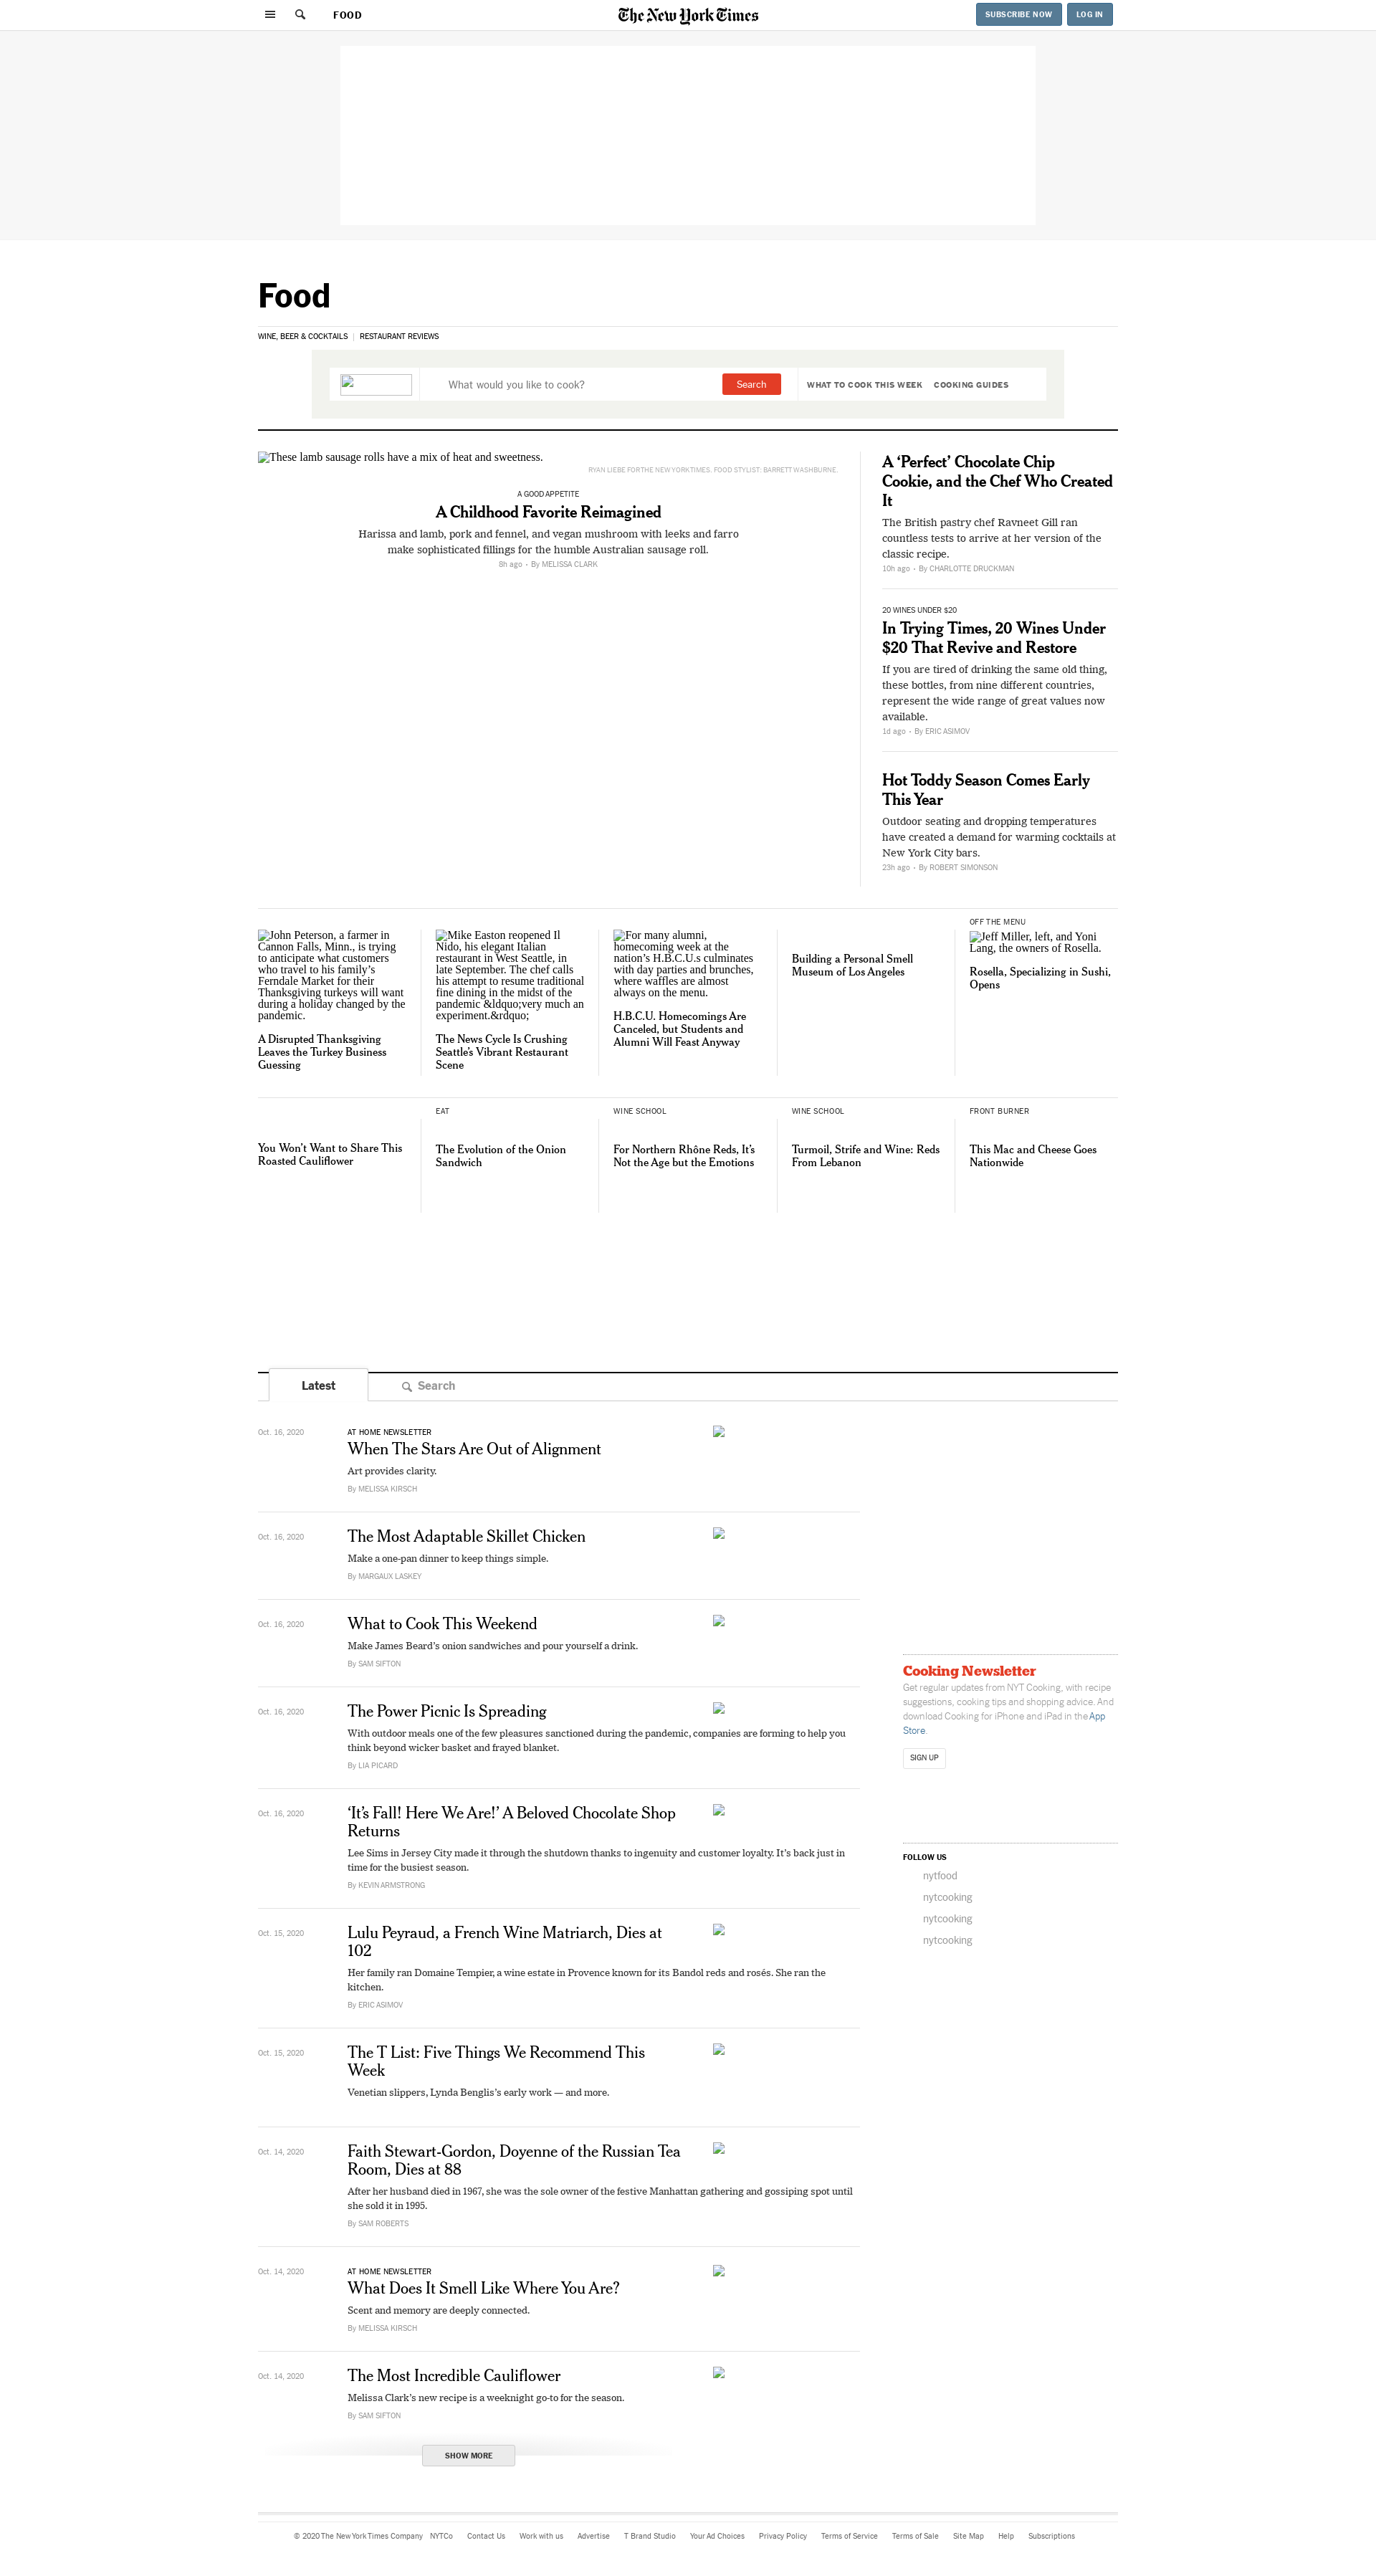 FOOD
The New York Times
SUBSCRIBE NOW
LOG IN
Food
WINE, BEER & COCKTAILS
RESTAURANT REVIEWS
What would you like to cook?
Search
WHAT TO COOK THIS WEEK
COOKING GUIDES
These lamb sausage rolls have a mix of heat and sweetness.
RYAN LIEBE FOR THE NEW YORK TIMES. FOOD STYLIST: BARRETT WASHBURNE.
A GOOD APPETITE
A Childhood Favorite Reimagined
Harissa and lamb, pork and fennel, and vegan mushroom with leeks and farro
make sophisticated fillings for the humble Australian sausage roll.
8h ago • By MELISSA CLARK
A ‘Perfect’ Chocolate Chip
Cookie, and the Chef Who Created
It
The British pastry chef Ravneet Gill ran
countless tests to arrive at her version of the
classic recipe.
10h ago • By CHARLOTTE DRUCKMAN
20 WINES UNDER $20
In Trying Times, 20 Wines Under
$20 That Revive and Restore
If you are tired of drinking the same old thing,
these bottles, from nine different countries,
represent the wide range of great values now
available.
1d ago • By ERIC ASIMOV
Hot Toddy Season Comes Early
This Year
Outdoor seating and dropping temperatures
have created a demand for warming cocktails at
New York City bars.
23h ago • By ROBERT SIMONSON
John Peterson, a farmer in
Cannon Falls, Minn., is trying
to anticipate what customers
who travel to his family’s
Ferndale Market for their
Thanksgiving turkeys will want
during a holiday changed by the
pandemic.
A Disrupted Thanksgiving
Leaves the Turkey Business
Guessing
Mike Easton reopened Il
Nido, his elegant Italian
restaurant in West Seattle, in
late September. The chef calls
his attempt to resume traditional
fine dining in the midst of the
pandemic &ldquo;very much an
experiment.&rdquo;
The News Cycle Is Crushing
Seattle’s Vibrant Restaurant
Scene
For many alumni,
homecoming week at the
nation’s H.B.C.U.s culminates
with day parties and brunches,
where waffles are almost
always on the menu.
H.B.C.U. Homecomings Are
Canceled, but Students and
Alumni Will Feast Anyway
Building a Personal Smell
Museum of Los Angeles
OFF THE MENU
Jeff Miller, left, and Yoni
Lang, the owners of Rosella.
Rosella, Specializing in Sushi,
Opens
You Won’t Want to Share This
Roasted Cauliflower
EAT
The Evolution of the Onion
Sandwich
WINE SCHOOL
For Northern Rhône Reds, It’s
Not the Age but the Emotions
WINE SCHOOL
Turmoil, Strife and Wine: Reds
From Lebanon
FRONT BURNER
This Mac and Cheese Goes
Nationwide
Latest
Search
Oct. 16, 2020
AT HOME NEWSLETTER
When The Stars Are Out of Alignment
Art provides clarity.
By MELISSA KIRSCH
Oct. 16, 2020
The Most Adaptable Skillet Chicken
Make a one-pan dinner to keep things simple.
By MARGAUX LASKEY
Oct. 16, 2020
What to Cook This Weekend
Make James Beard’s onion sandwiches and pour yourself a drink.
By SAM SIFTON
Oct. 16, 2020
The Power Picnic Is Spreading
With outdoor meals one of the few pleasures sanctioned during the pandemic, companies are forming to help you
think beyond wicker basket and frayed blanket.
By LIA PICARD
Oct. 16, 2020
‘It’s Fall! Here We Are!’ A Beloved Chocolate Shop
Returns
Lee Sims in Jersey City made it through the shutdown thanks to ingenuity and customer loyalty. It’s back just in
time for the busiest season.
By KEVIN ARMSTRONG
Oct. 15, 2020
Lulu Peyraud, a French Wine Matriarch, Dies at
102
Her family ran Domaine Tempier, a wine estate in Provence known for its Bandol reds and rosés. She ran the
kitchen.
By ERIC ASIMOV
Oct. 15, 2020
The T List: Five Things We Recommend This
Week
Venetian slippers, Lynda Benglis’s early work — and more.
Oct. 14, 2020
Faith Stewart-Gordon, Doyenne of the Russian Tea
Room, Dies at 88
After her husband died in 1967, she was the sole owner of the festive Manhattan gathering and gossiping spot until
she sold it in 1995.
By SAM ROBERTS
Oct. 14, 2020
AT HOME NEWSLETTER
What Does It Smell Like Where You Are?
Scent and memory are deeply connected.
By MELISSA KIRSCH
Oct. 14, 2020
The Most Incredible Cauliflower
Melissa Clark’s new recipe is a weeknight go-to for the season.
By SAM SIFTON
SHOW MORE
Cooking Newsletter
Get regular updates from NYT Cooking, with recipe
suggestions, cooking tips and shopping advice. And
download Cooking for iPhone and iPad in the App
Store.
SIGN UP
FOLLOW US
nytfood
nytcooking
nytcooking
nytcooking
© 2020 The New York Times Company NYTCo Contact Us Work with us Advertise T Brand Studio Your Ad Choices Privacy Policy Terms of Service Terms of Sale Site Map Help Subscriptions